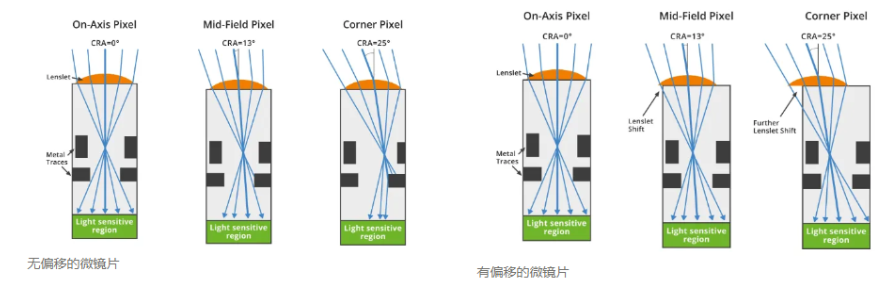 On-Axis Pixel
CRA=0°
Lenslet
Metal
Traces
Light sensitive
region
Mid-Field Pixel
CRA=13°
Light sensitive
region
Corner Pixel
CRA=25°
Light sensitive
region
无偏移的微镜片
On-Axis Pixel
CRA=0°
Lenslet
Metal
Traces
Light sensitive
region
Mid-Field Pixel
CRA=13°
Lenslet
Shift
Light sensitive
region
Corner Pixel
CRA=25°
Further
Lenslet Shift
Light sensitive
region
有偏移的微镜片